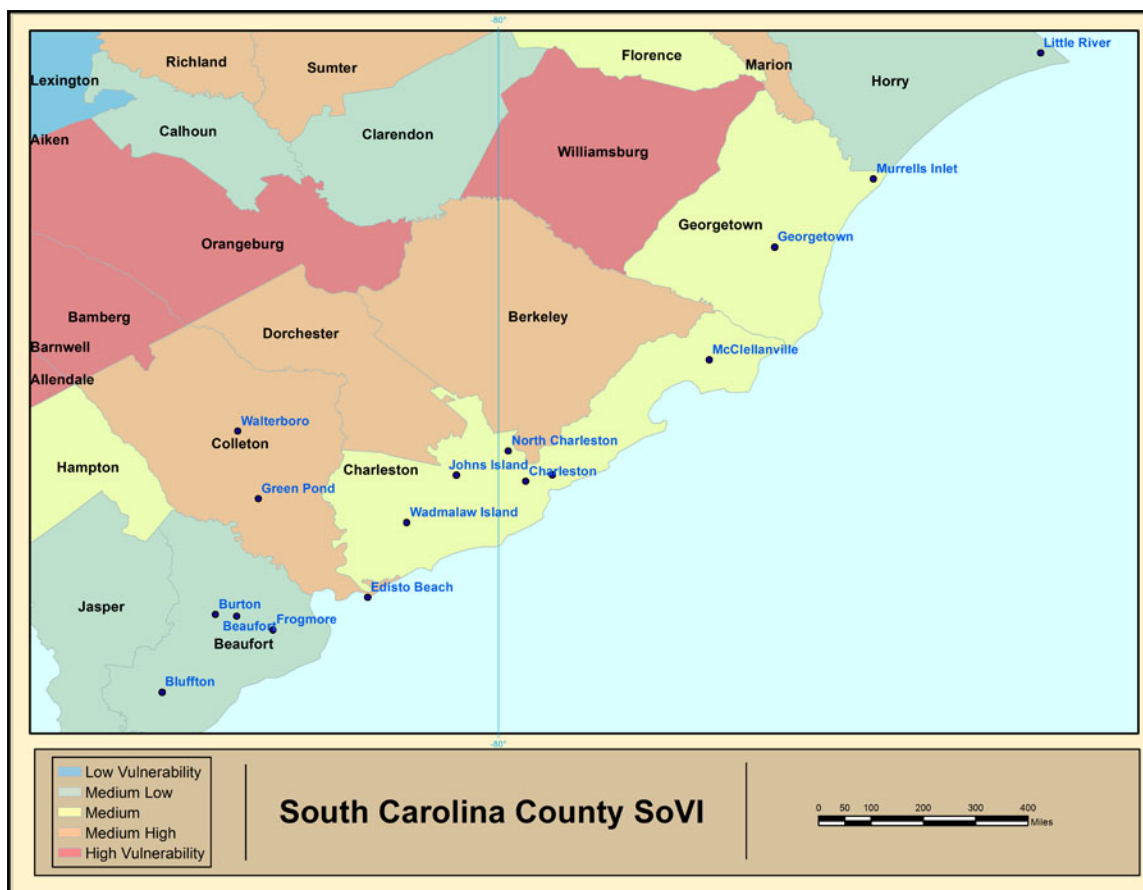 -80°
Little River
Florence
Richland
Sumter
Marion
Lexington
Horry
Calhoun
Clarendon
Aiken
Williamsburg
Murrells Inlet
Georgetown
Georgetown
Orangeburg
Bamberg
Berkeley
Dorchester
Barnwell
McClellanville
Allendale
Walterboro
Colleton
North Charleston
Hampton
Charleston
Johns Island
Charleston
Green Pond
Wadmalaw Island
Edisto Beach
Jasper
Burton
Frogmore
Beaufort
Beaufort
Bluffton
-80°
Low Vulnerability
Medium Low
Medium
Medium High
High Vulnerability
South Carolina County SoVI
0 50 100 200 300 400
Miles